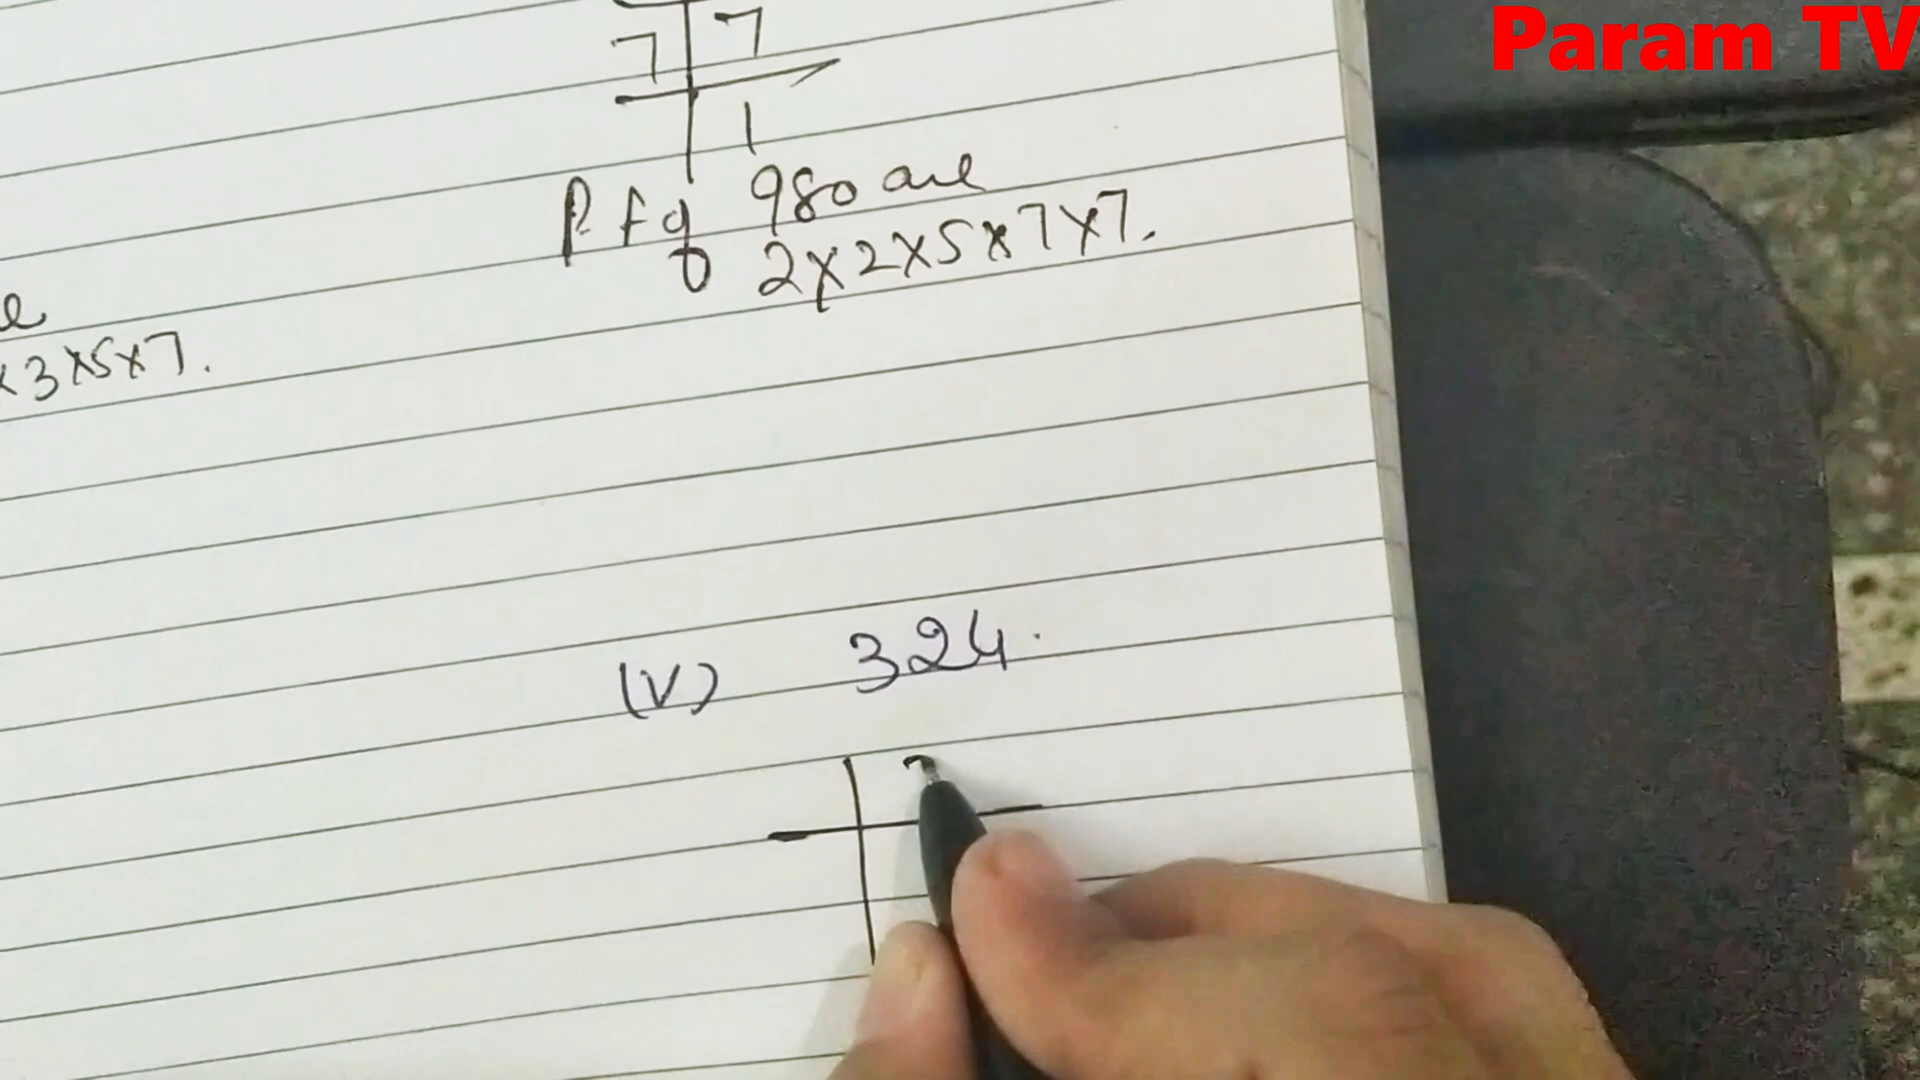 Param TV
7 7
1
P.f of 980 are
2x2x5x7x7.
e
x3x5x7.
(V) 324.